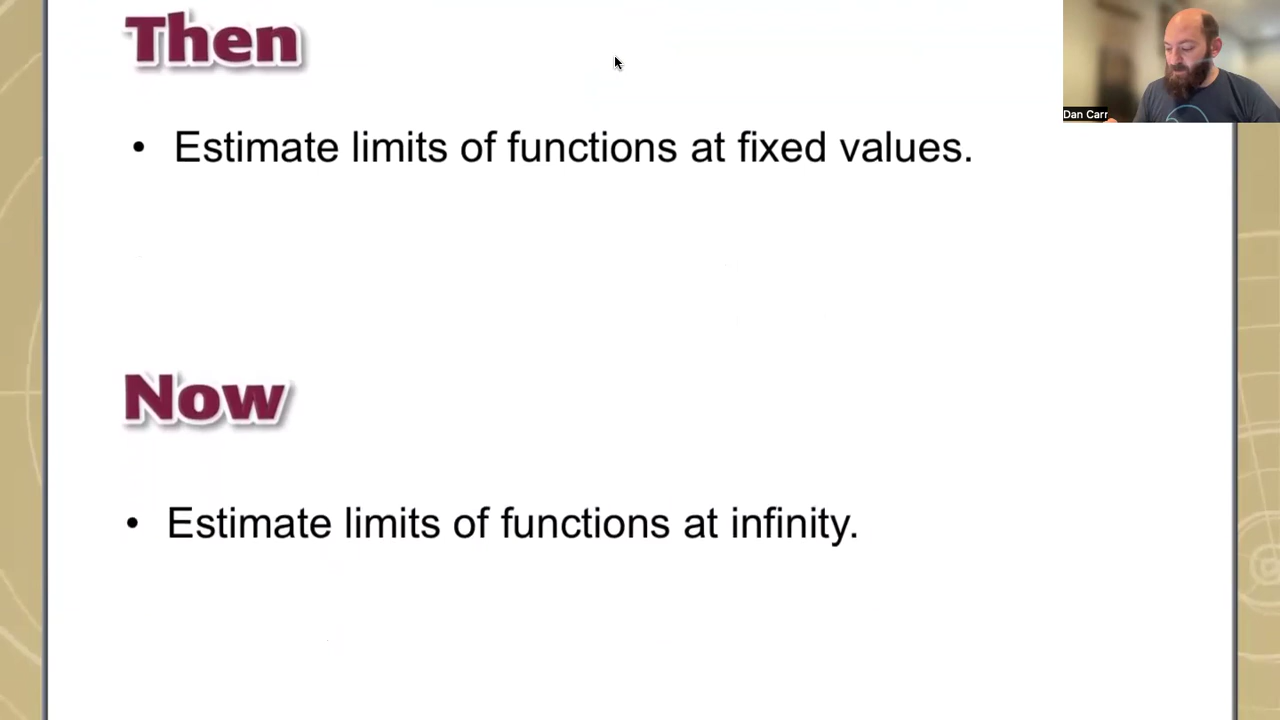 Then
Dan Carr
• Estimate limits of functions at fixed values.
Now
• Estimate limits of functions at infinity.